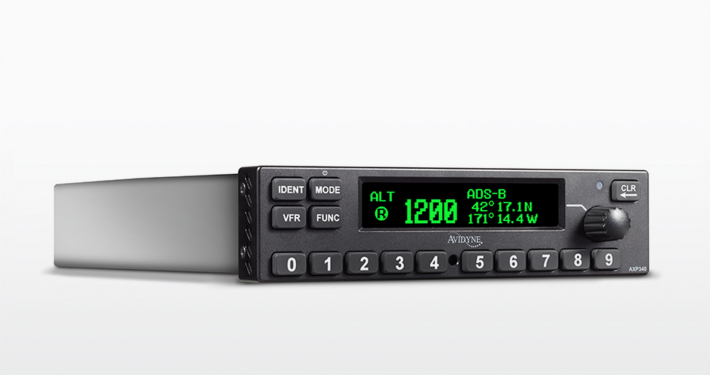 IDENT
MODE
VFR
FUNC
ALT
R
1200
ADS-B
42° 17.1N
171° 14.4W
CLR
AVIDYNE
0 1 2 3 4 5 6 7 8 9
AXP340